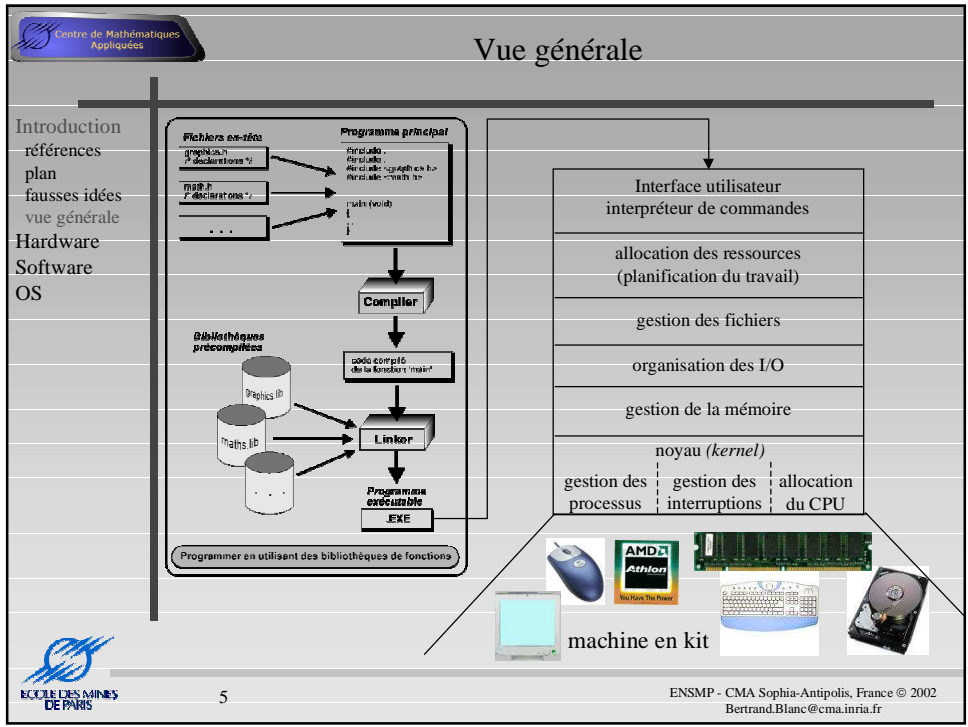 Centre de Mathématiques
Appliquées
Vue générale
Introduction
références
plan
fausses idées
vue générale
Hardware
Software
OS
Fichiers en-tête
graphics.h
/* declarations */
math.h
/* declarations */
. . .
Programme principal
#include .
#include .
#include <graphics.h>
#include <math.h>
main (void)
{
}
Compiler
Bibliothèques
précompilées
code compilé
de la fonction 'main'
graphics.lib
maths.lib
. . .
Linker
Programme
exécutable
.EXE
Programmer en utilisant des bibliothèques de fonctions
Interface utilisateur
interpréteur de commandes
allocation des ressources
(planification du travail)
gestion des fichiers
organisation des I/O
gestion de la mémoire
noyau (kernel)
gestion des
processus
gestion des
interruptions
allocation
du CPU
AMD
Athlon
You Have The Power
machine en kit
ECOLE DES MINES
DE PARIS
5
ENSMP - CMA Sophia-Antipolis, France © 2002
Bertrand.Blanc@cma.inria.fr